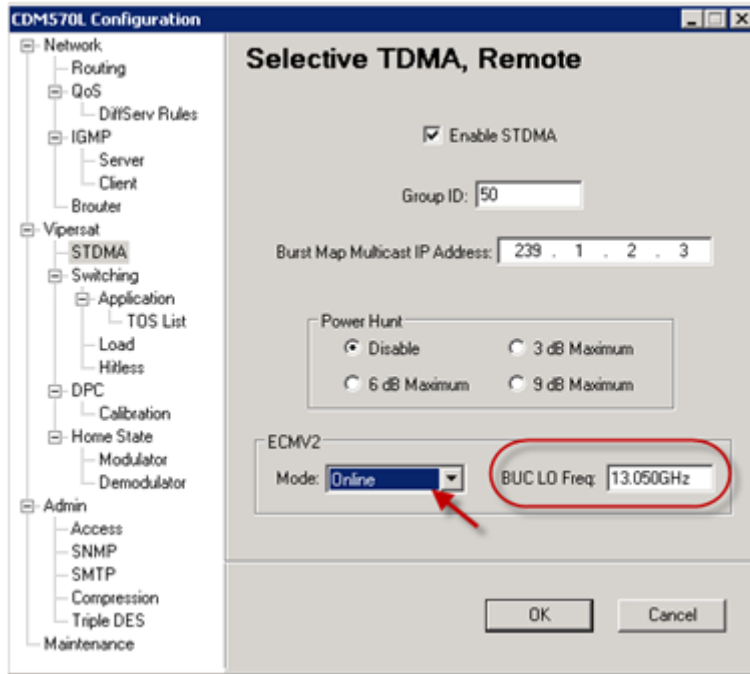 CDM570L Configuration
Network
Routing
QoS
DiffServ Rules
IGMP
Server
Client
Brouter
Vipersat
STDMA
Switching
Application
TOS List
Load
Hitless
DPC
Calibration
Home State
Modulator
Demodulator
Admin
Access
SNMP
SMTP
Compression
Triple DES
Maintenance
Selective TDMA, Remote
Enable STDMA
Group ID: 50
Burst Map Multicast IP Address: 239 . 1 . 2 . 3
Power Hunt
Disable 3 dB Maximum
6 dB Maximum 9 dB Maximum
ECMV2
Mode: Online BUC LO Freq: 13.050GHz
OK Cancel